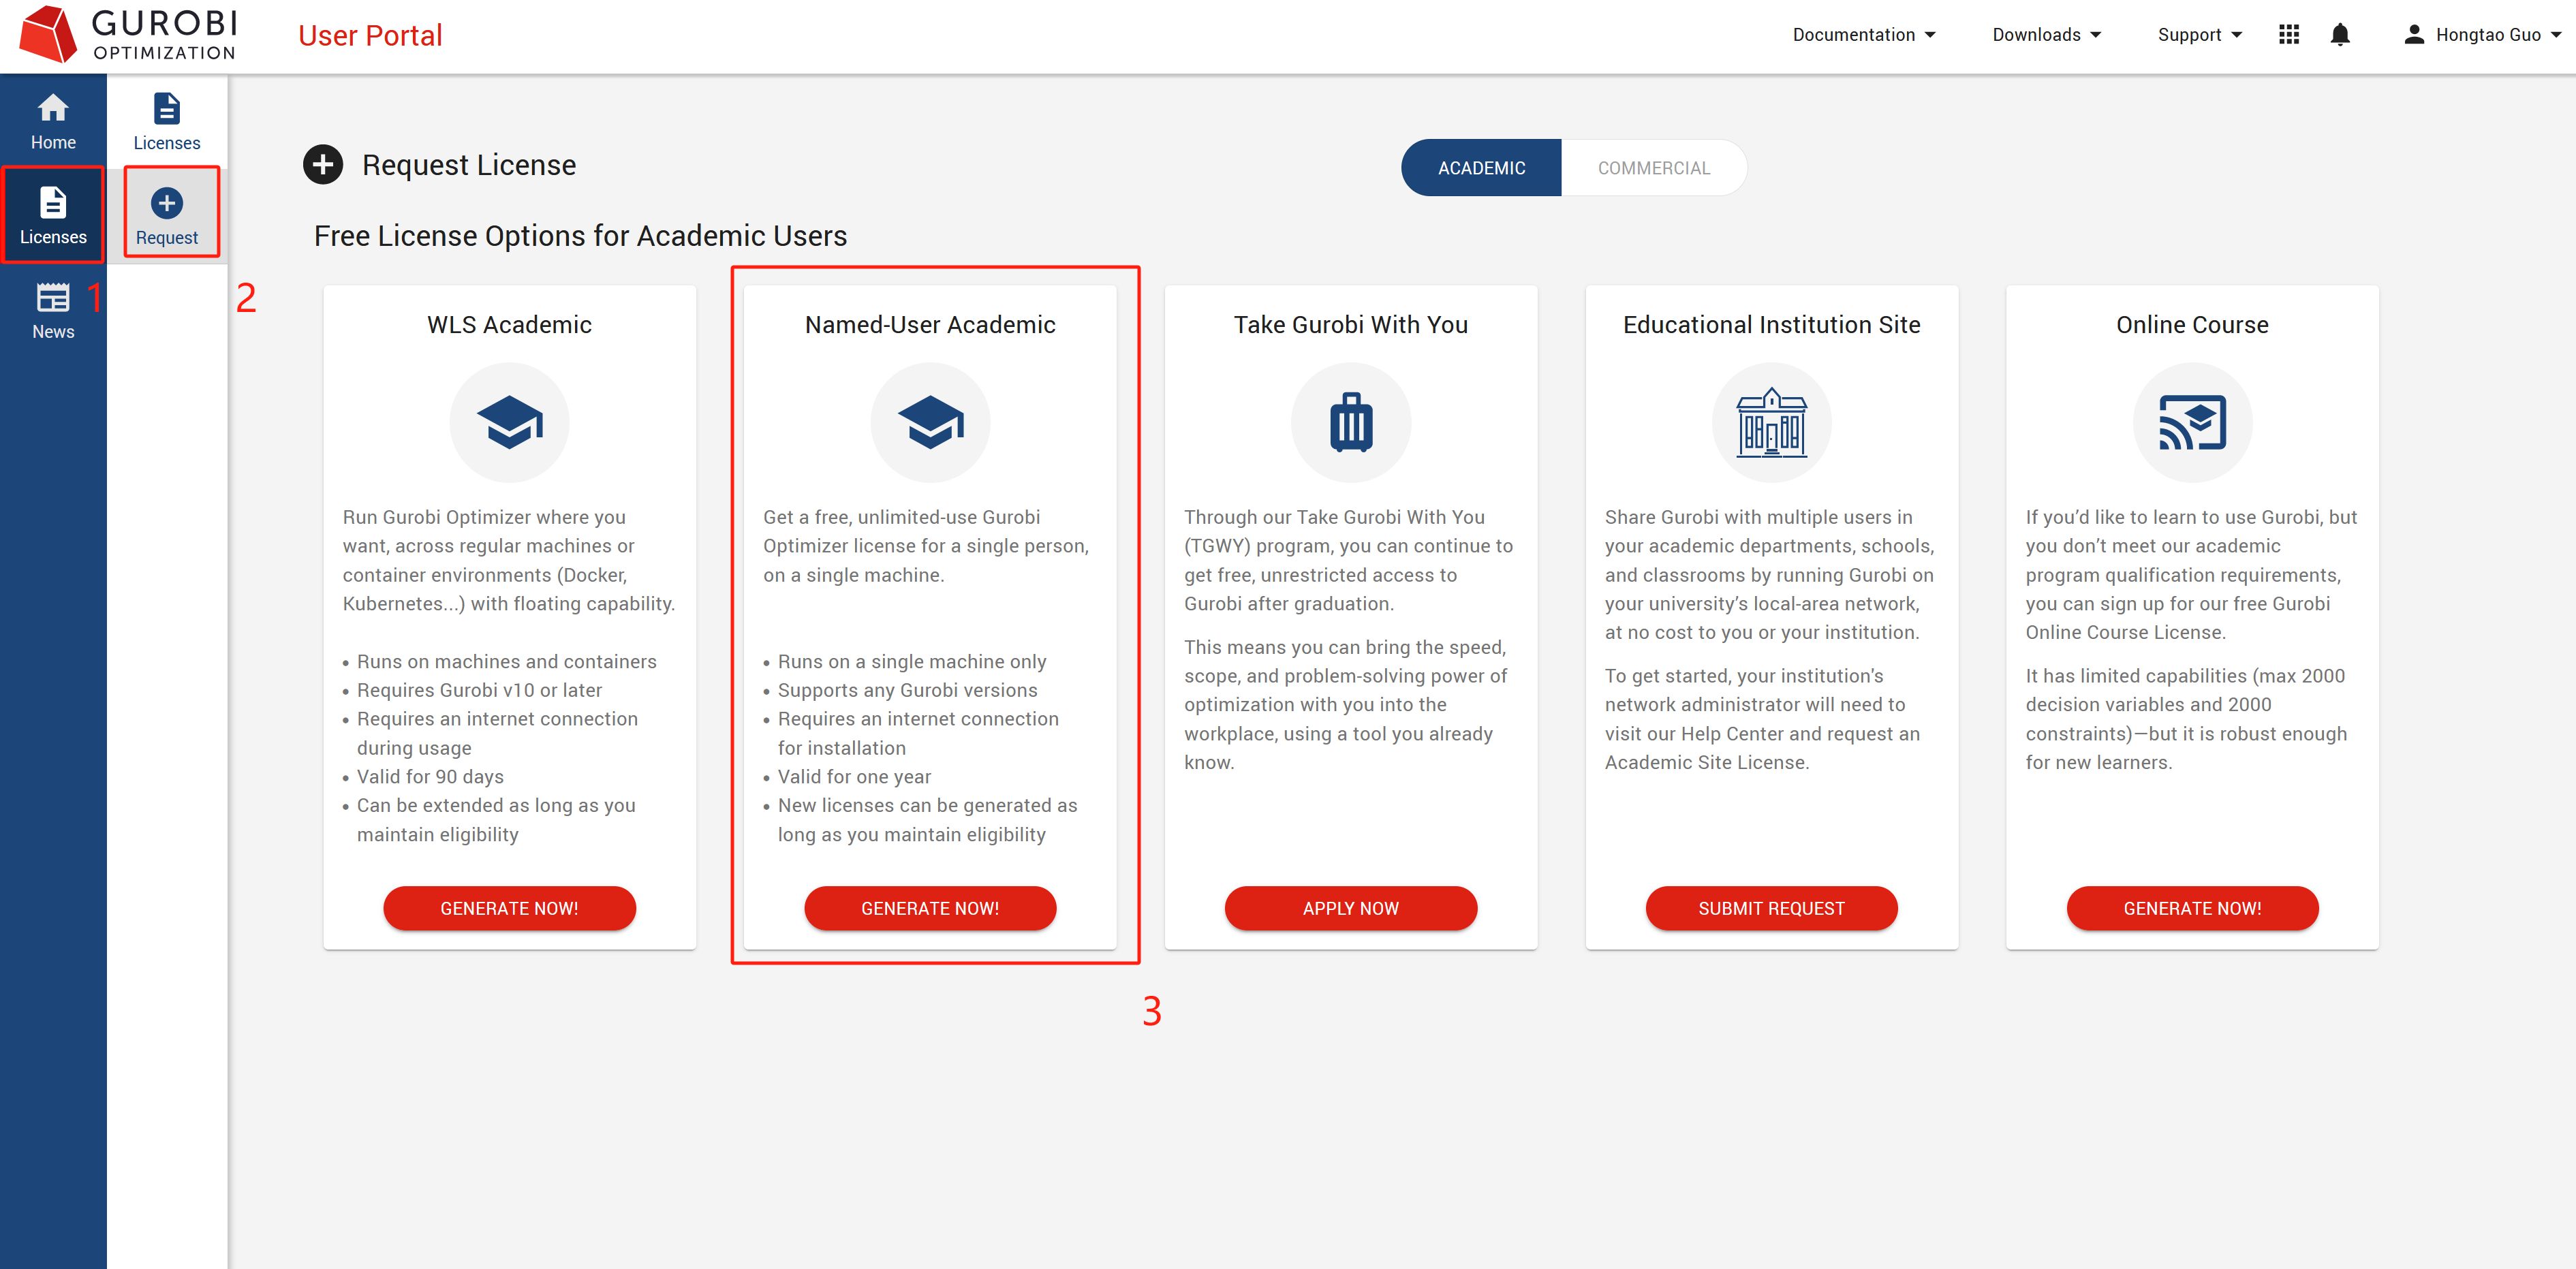 GUROBI
OPTIMIZATION
User Portal
Documentation
Downloads
Support
Hongtao Guo
Home
Licenses
News
1
Licenses
Request
2
Request License
ACADEMIC
COMMERCIAL
Free License Options for Academic Users
WLS Academic
Run Gurobi Optimizer where you
want, across regular machines or
container environments (Docker,
Kubernetes...) with floating capability.
• Runs on machines and containers
• Requires Gurobi v10 or later
• Requires an internet connection
during usage
• Valid for 90 days
• Can be extended as long as you
maintain eligibility
GENERATE NOW!
Named-User Academic
Get a free, unlimited-use Gurobi
Optimizer license for a single person,
on a single machine.
• Runs on a single machine only
• Supports any Gurobi versions
• Requires an internet connection
for installation
• Valid for one year
• New licenses can be generated as
long as you maintain eligibility
GENERATE NOW!
3
Take Gurobi With You
Through our Take Gurobi With You
(TGWY) program, you can continue to
get free, unrestricted access to
Gurobi after graduation.
This means you can bring the speed,
scope, and problem-solving power of
optimization with you into the
workplace, using a tool you already
know.
APPLY NOW
Educational Institution Site
Share Gurobi with multiple users in
your academic departments, schools,
and classrooms by running Gurobi on
your university’s local-area network,
at no cost to you or your institution.
To get started, your institution's
network administrator will need to
visit our Help Center and request an
Academic Site License.
SUBMIT REQUEST
Online Course
If you’d like to learn to use Gurobi, but
you don’t meet our academic
program qualification requirements,
you can sign up for our free Gurobi
Online Course License.
It has limited capabilities (max 2000
decision variables and 2000
constraints)—but it is robust enough
for new learners.
GENERATE NOW!